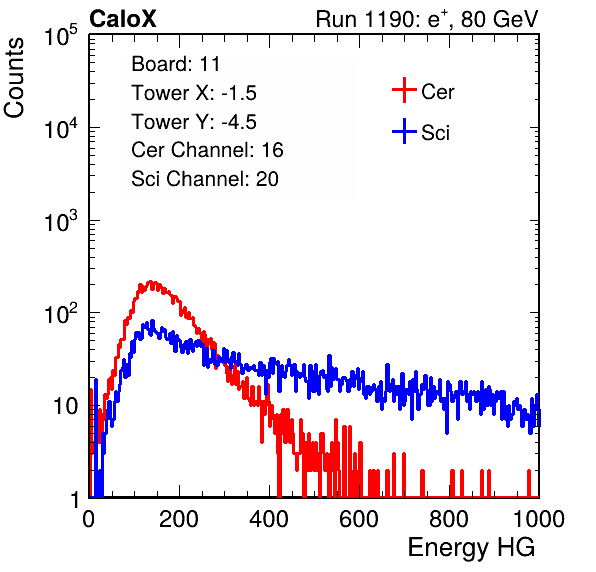 CaloX Run 1190: e⁺, 80 GeV
Counts
Board: 11
Tower X: -1.5
Tower Y: -4.5
Cer Channel: 16
Sci Channel: 20
Cer
Sci
10⁵
10⁴
10³
10²
10
1
0 200 400 600 800 1000
Energy HG